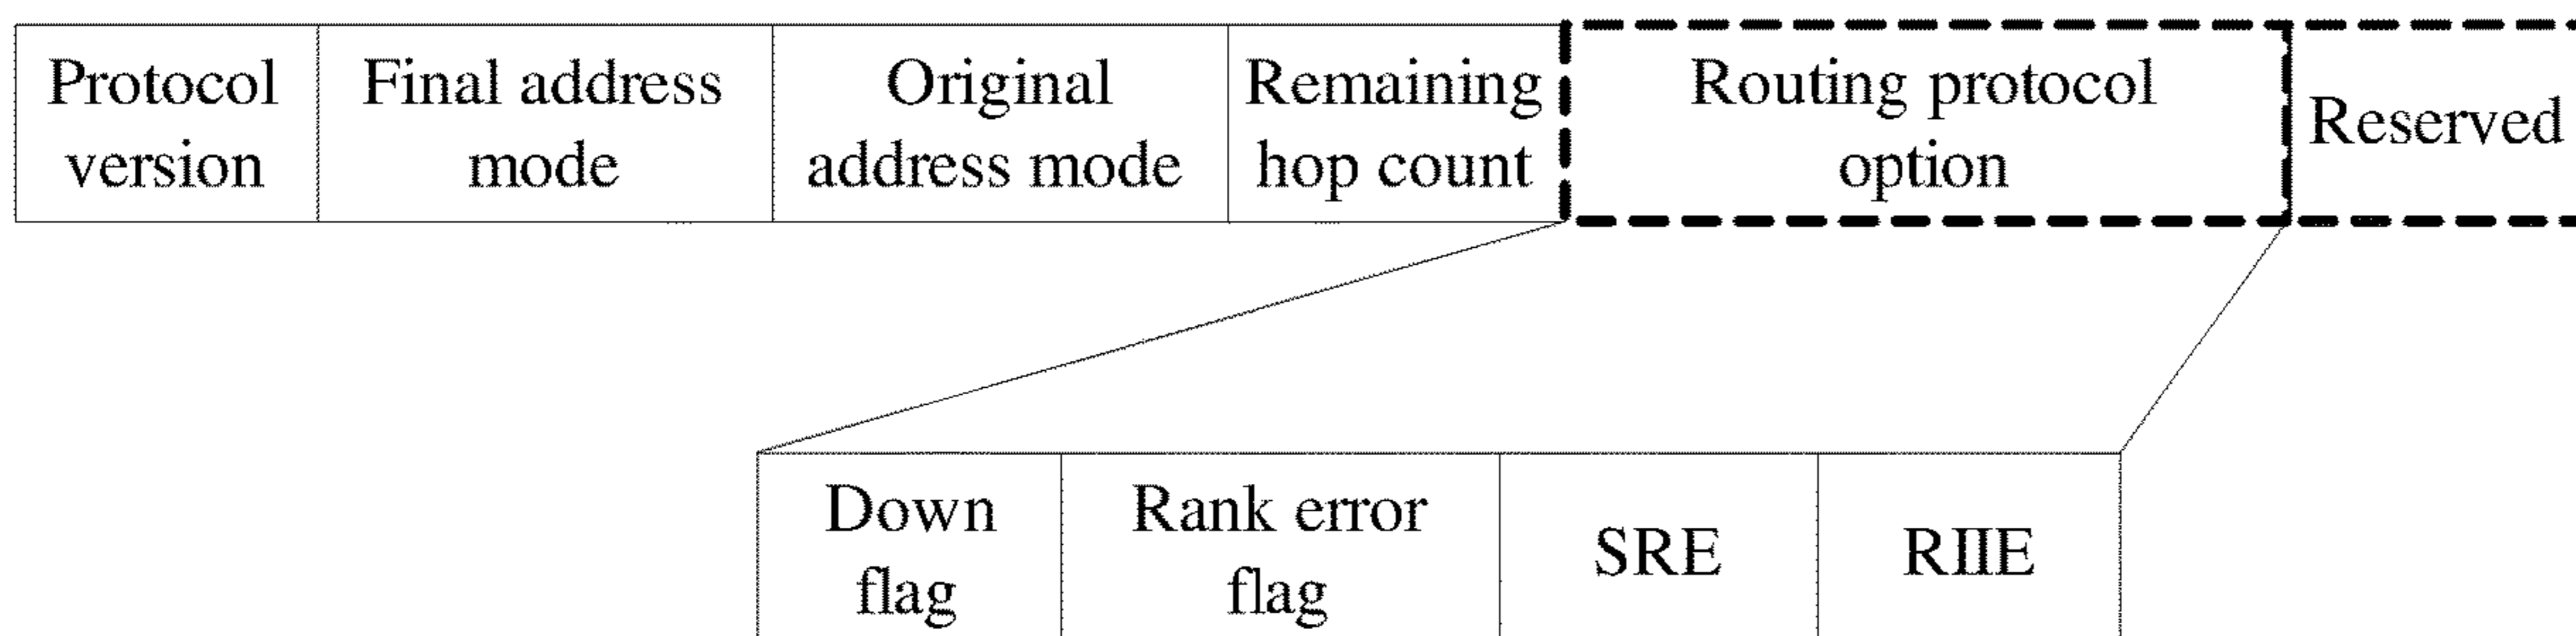 Protocol
version
Final address
mode
Original
address mode
Remaining
hop count
Routing protocol
option
Reserved
Down
flag
Rank error
flag
SRE
RIIE